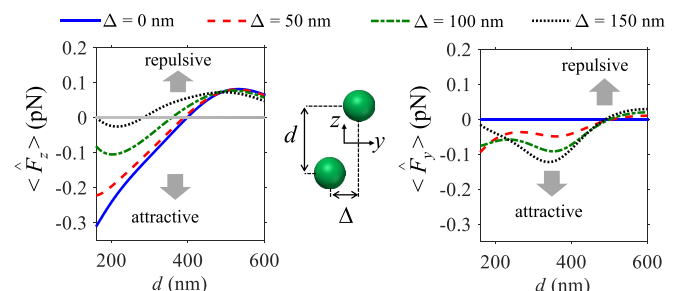 Δ = 0 nm Δ = 50 nm Δ = 100 nm Δ = 150 nm
0.2
0.1
0
-0.1
-0.2
-0.3
< F̂z > (pN)
repulsive
attractive
200 400 600
d (nm)
d
z
y
Δ
0.2
0.1
0
-0.1
-0.2
-0.3
< F̂y > (pN)
repulsive
attractive
200 400 600
d (nm)